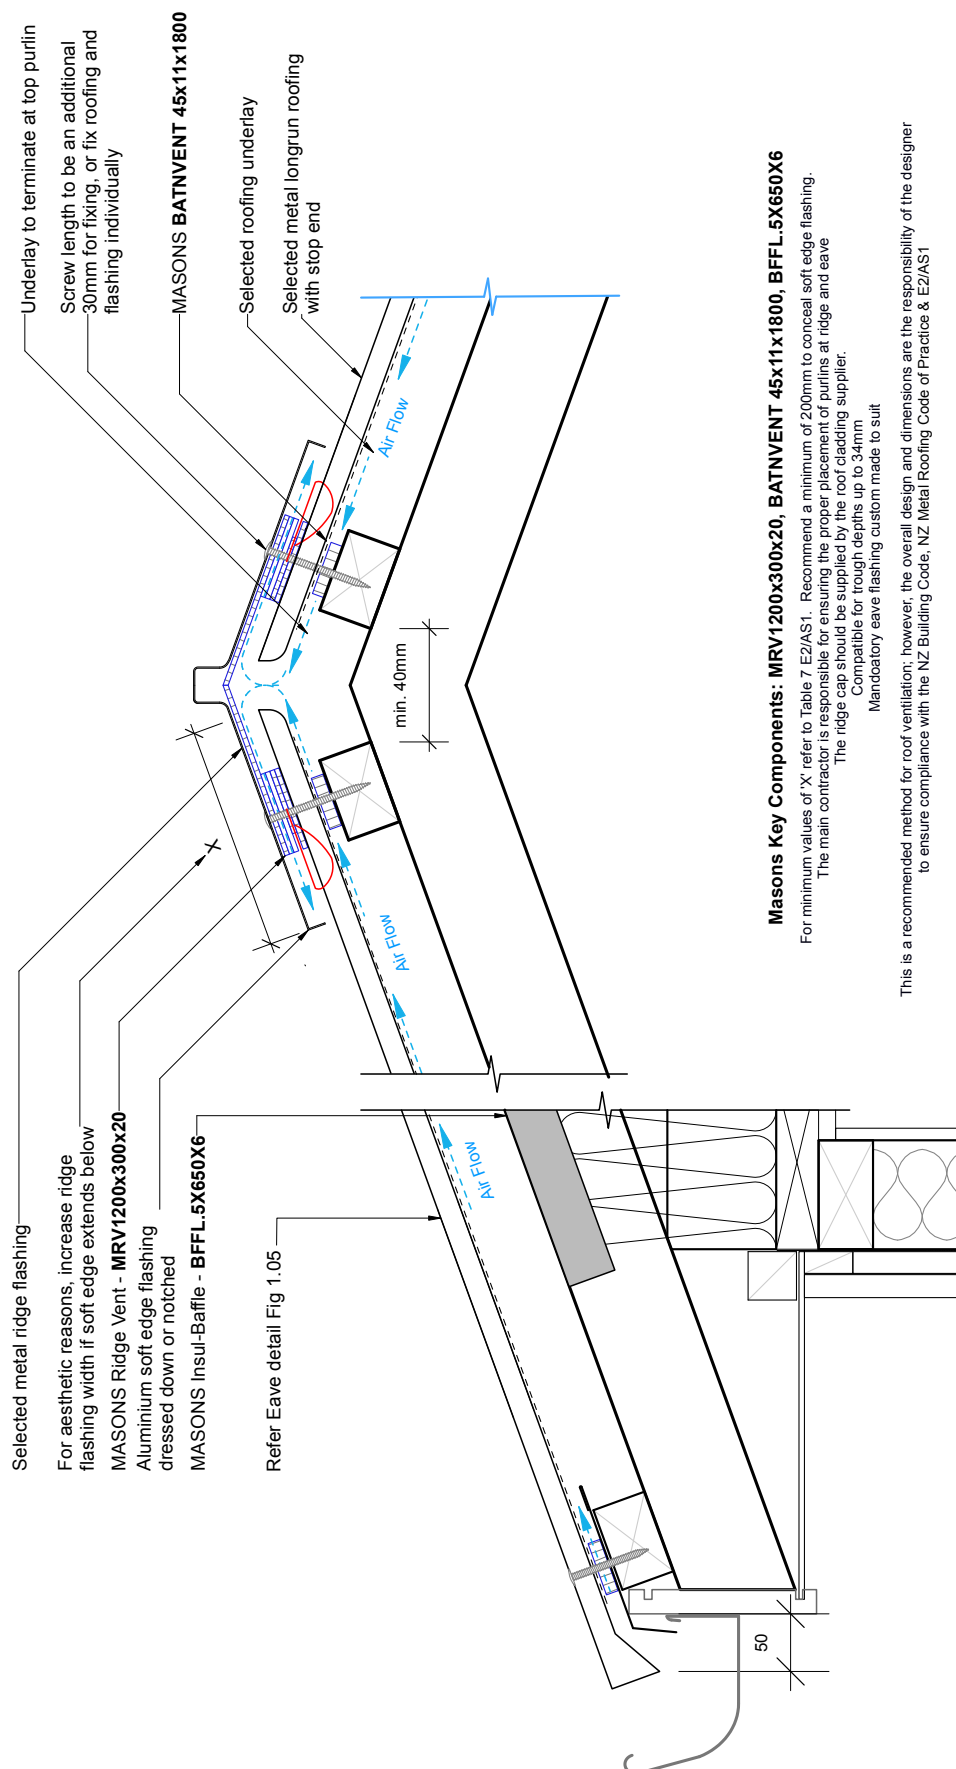 Selected metal ridge flashing
For aesthetic reasons, increase ridge
flashing width if soft edge extends below
MASONS Ridge Vent - MRV1200x300x20
Aluminium soft edge flashing
dressed down or notched
MASONS Insul-Baffle - BFFL.5X650X6
Refer Eave detail Fig 1.05
Underlay to terminate at top purlin
Screw length to be an additional
30mm for fixing, or fix roofing and
flashing individually
MASONS BATNVENT 45x11x1800
Selected roofing underlay
Selected metal longrun roofing
with stop end
X
Air Flow
Air Flow
Air Flow
min. 40mm
50
Masons Key Components: MRV1200x300x20, BATNVENT 45x11x1800, BFFL.5X650X6
For minimum values of 'X' refer to Table 7 E2/AS1. Recommend a minimum of 200mm to conceal soft edge flashing.
The main contractor is responsible for ensuring the proper placement of purlins at ridge and eave
The ridge cap should be supplied by the roof cladding supplier.
Compatible for trough depths up to 34mm
Mandoatory eave flashing custom made to suit
This is a recommended method for roof ventilation; however, the overall design and dimensions are the responsibility of the designer
to ensure compliance with the NZ Building Code, NZ Metal Roofing Code of Practice & E2/AS1